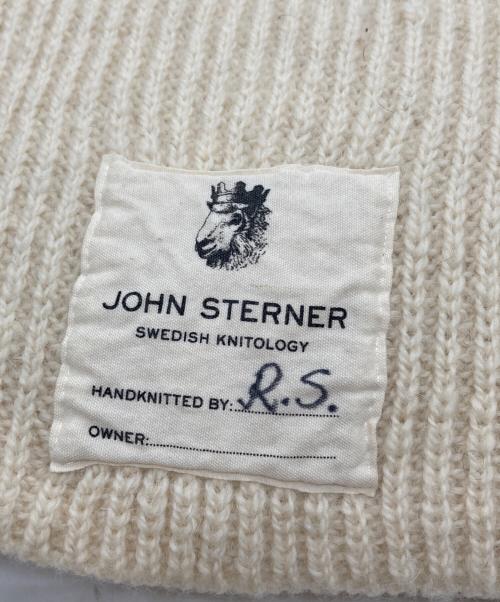 JOHN STERNER
SWEDISH KNITOLOGY
HANDKNITTED BY: R.S.
OWNER: